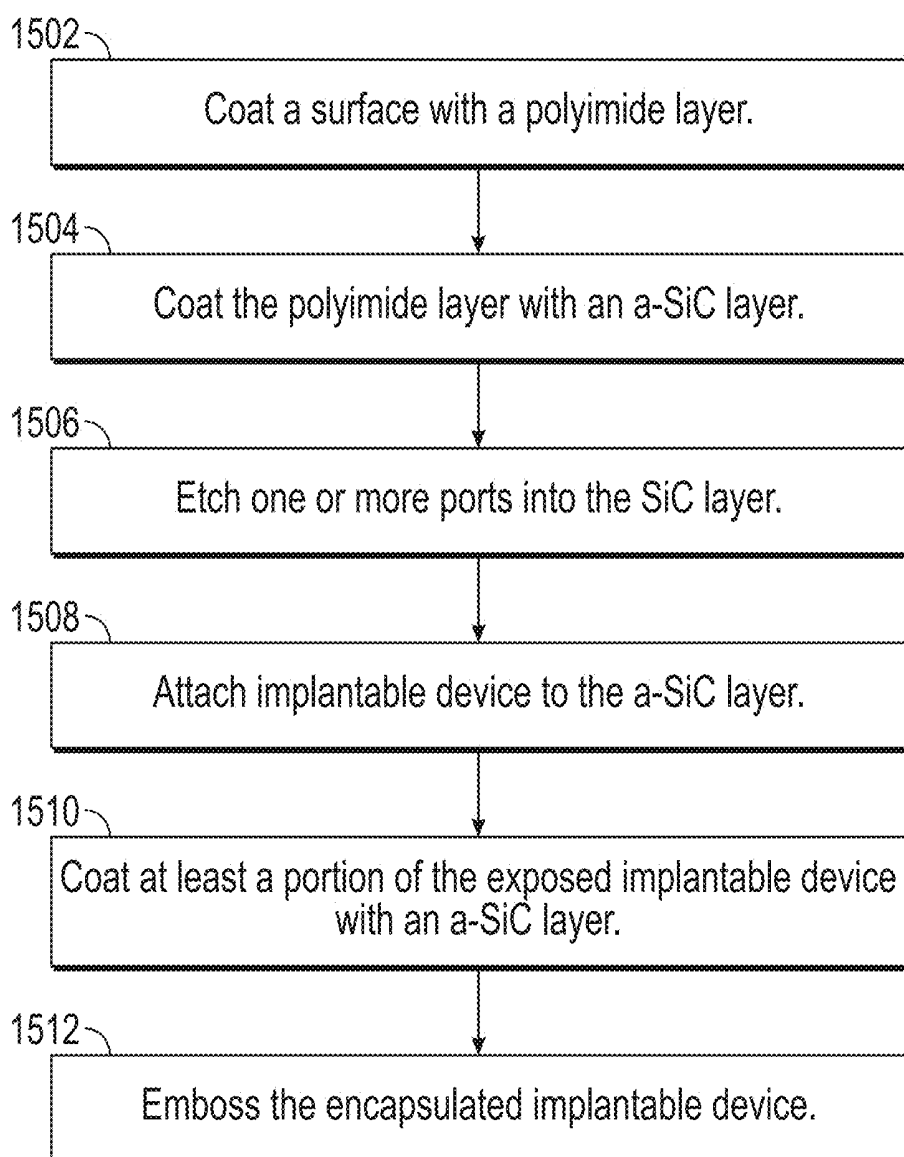 1502
Coat a surface with a polyimide layer.
1504
Coat the polyimide layer with an a-SiC layer.
1506
Etch one or more ports into the SiC layer.
1508
Attach implantable device to the a-SiC layer.
1510
Coat at least a portion of the exposed implantable device
with an a-SiC layer.
1512
Emboss the encapsulated implantable device.